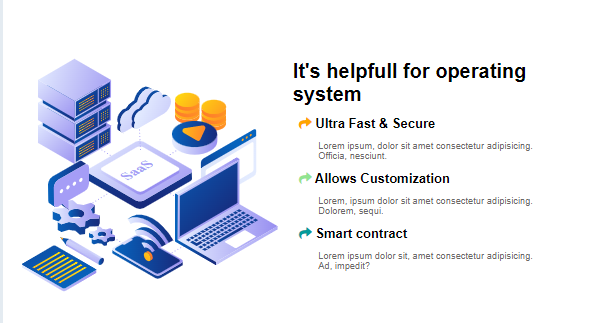 It's helpfull for operating
system
Ultra Fast & Secure
Lorem ipsum, dolor sit amet consectetur adipisicing.
Officia, nesciunt.
Allows Customization
Lorem, ipsum dolor sit amet consectetur adipisicing.
Dolorem, sequi.
Smart contract
Lorem ipsum dolor sit, amet consectetur adipisicing.
Ad, impedit?
SaaS